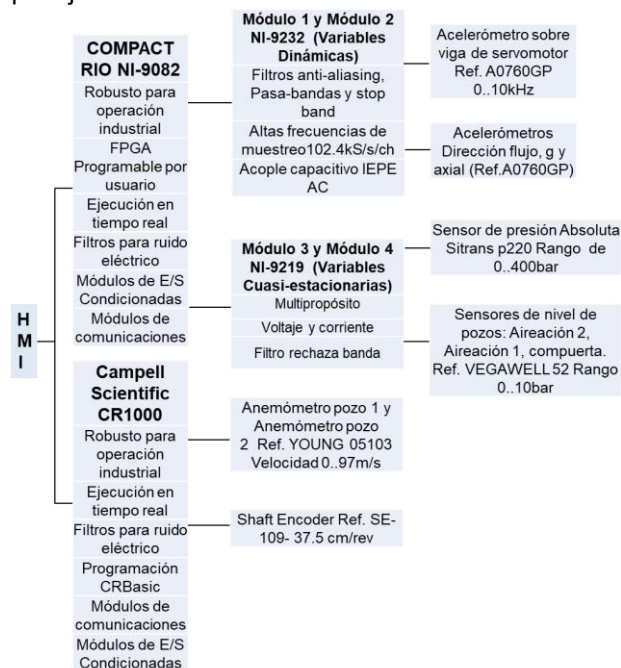 COMPACT
RIO NI-9082
Robusto para
operación
industrial
FPGA
Programable por
usuario
Ejecución en
tiempo real
Filtros para ruido
eléctrico
Módulos de E/S
Condicionadas
Módulos de
comunicaciones
Módulo 1 y Módulo 2
NI-9232 (Variables
Dinámicas)
Filtros anti-aliasing,
Pasa-bandas y stop
band
Altas frecuencias de
muestreo102.4kS/s/ch
Acople capacitivo IEPE
AC
Acelerómetro sobre
viga de servomotor
Ref. A0760GP
0..10kHz
Acelerómetros
Dirección flujo, g y
axial (Ref.A0760GP)
Módulo 3 y Módulo 4
NI-9219 (Variables
Cuasi-estacionarias)
Multipropósito
Voltaje y corriente
Filtro rechaza banda
Sensor de presión Absoluta
Sitrans p220 Rango de
0..400bar
Sensores de nivel de
pozos: Aireación 2,
Aireación 1, compuerta.
Ref. VEGAWELL 52 Rango
0..10bar
H
M
I
Campell
Scientific
CR1000
Robusto para
operación
industrial
Ejecución en
tiempo real
Filtros para ruido
eléctrico
Programación
CRBasic
Módulos de
comunicaciones
Módulos de E/S
Condicionadas
Anemómetro pozo 1 y
Anemómetro pozo
2 Ref. YOUNG 05103
Velocidad 0..97m/s
Shaft Encoder Ref. SE-
109- 37.5 cm/rev